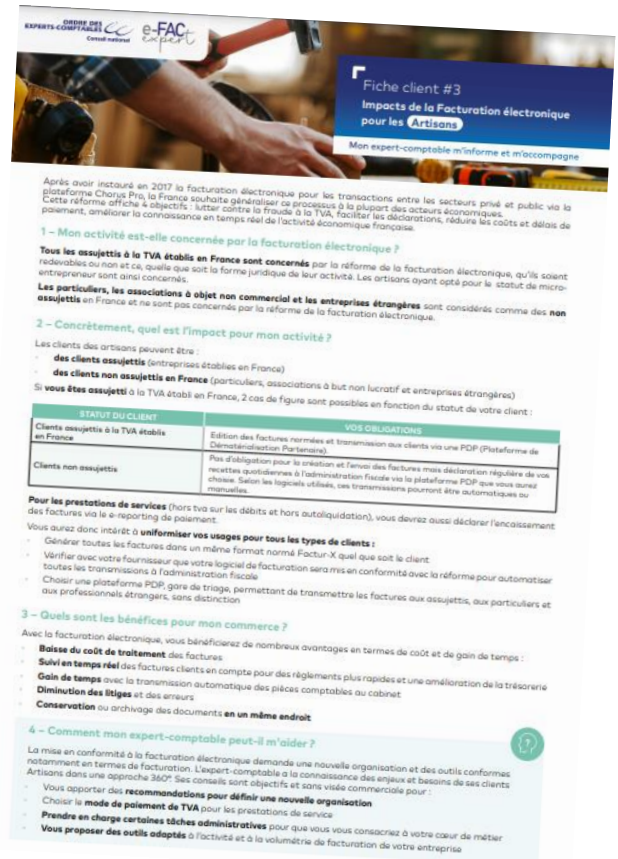 ORDRE DES
EXPERTS-COMPTABLES
Conseil national
e-FAC
expert
Fiche client #3
Impacts de la Facturation électronique
pour les Artisans
Mon expert-comptable m'informe et m'accompagne
Après avoir instauré en 2017 la facturation électronique pour les transactions entre les secteurs privé et public via la
plateforme Chorus Pro, la France souhaite généraliser ce processus à la plupart des acteurs économiques.
Cette réforme affiche 4 objectifs : lutter contre la fraude à la TVA, faciliter les déclarations, réduire les coûts et délais de
paiement, améliorer la connaissance en temps réel de l'activité économique française.
1 – Mon activité est-elle concernée par la facturation électronique ?
Tous les assujettis à la TVA établis en France sont concernés par la réforme de la facturation électronique, qu'ils soient
redevables ou non et ce, quelle que soit la forme juridique de leur activité. Les artisans ayant opté pour le statut de micro-
entrepreneur sont ainsi concernés.
Les particuliers, les associations à objet non commercial et les entreprises étrangères sont considérés comme des non
assujettis en France et ne sont pas concernés par la réforme de la facturation électronique.
2 – Concrètement, quel est l'impact pour mon activité ?
Les clients des artisans peuvent être :
· des clients assujettis (entreprises établies en France)
· des clients non assujettis en France (particuliers, associations à but non lucratif et entreprises étrangères)
Si vous êtes assujetti à la TVA établi en France, 2 cas de figure sont possibles en fonction du statut de votre client :
STATUT DU CLIENT
VOS OBLIGATIONS
Clients assujettis à la TVA établis
en France
Edition des factures normées et transmission aux clients via une PDP (Plateforme de
Dématérialisation Partenaire).
Clients non assujettis
Pas d'obligation pour la création et l'envoi des factures mais déclaration régulière de vos
recettes quotidiennes à l'administration fiscale via la plateforme PDP que vous aurez
choisie. Selon les logiciels utilisés, ces transmissions pourront être automatiques ou
manuelles.
Pour les prestations de services (hors tva sur les débits et hors autoliquidation), vous devrez aussi déclarer l'encaissement
des factures via le e-reporting de paiement.
Vous aurez donc intérêt à uniformiser vos usages pour tous les types de clients :
· Générer toutes les factures dans un même format normé Factur-X quel que soit le client
· Vérifier avec votre fournisseur que votre logiciel de facturation sera mis en conformité avec la réforme pour automatiser
toutes les transmissions à l'administration fiscale
· Choisir une plateforme PDP, gare de triage, permettant de transmettre les factures aux assujettis, aux particuliers et
aux professionnels étrangers, sans distinction
3 – Quels sont les bénéfices pour mon commerce ?
Avec la facturation électronique, vous bénéficierez de nombreux avantages en termes de coût et de gain de temps :
· Baisse du coût de traitement des factures
· Suivi en temps réel des factures clients en compte pour des règlements plus rapides et une amélioration de la trésorerie
· Gain de temps avec la transmission automatique des pièces comptables au cabinet
· Diminution des litiges et des erreurs
· Conservation ou archivage des documents en un même endroit
4 – Comment mon expert-comptable peut-il m'aider ?
La mise en conformité à la facturation électronique demande une nouvelle organisation et des outils conformes
notamment en termes de facturation. L'expert-comptable a la connaissance des enjeux et besoins de ses clients
Artisans dans une approche 360°. Ses conseils sont objectifs et sans visée commerciale pour :
· Vous apporter des recommandations pour définir une nouvelle organisation
· Choisir le mode de paiement de TVA pour les prestations de service
· Prendre en charge certaines tâches administratives pour que vous vous consacriez à votre cœur de métier
· Vous proposer des outils adaptés à l'activité et à la volumétrie de facturation de votre entreprise